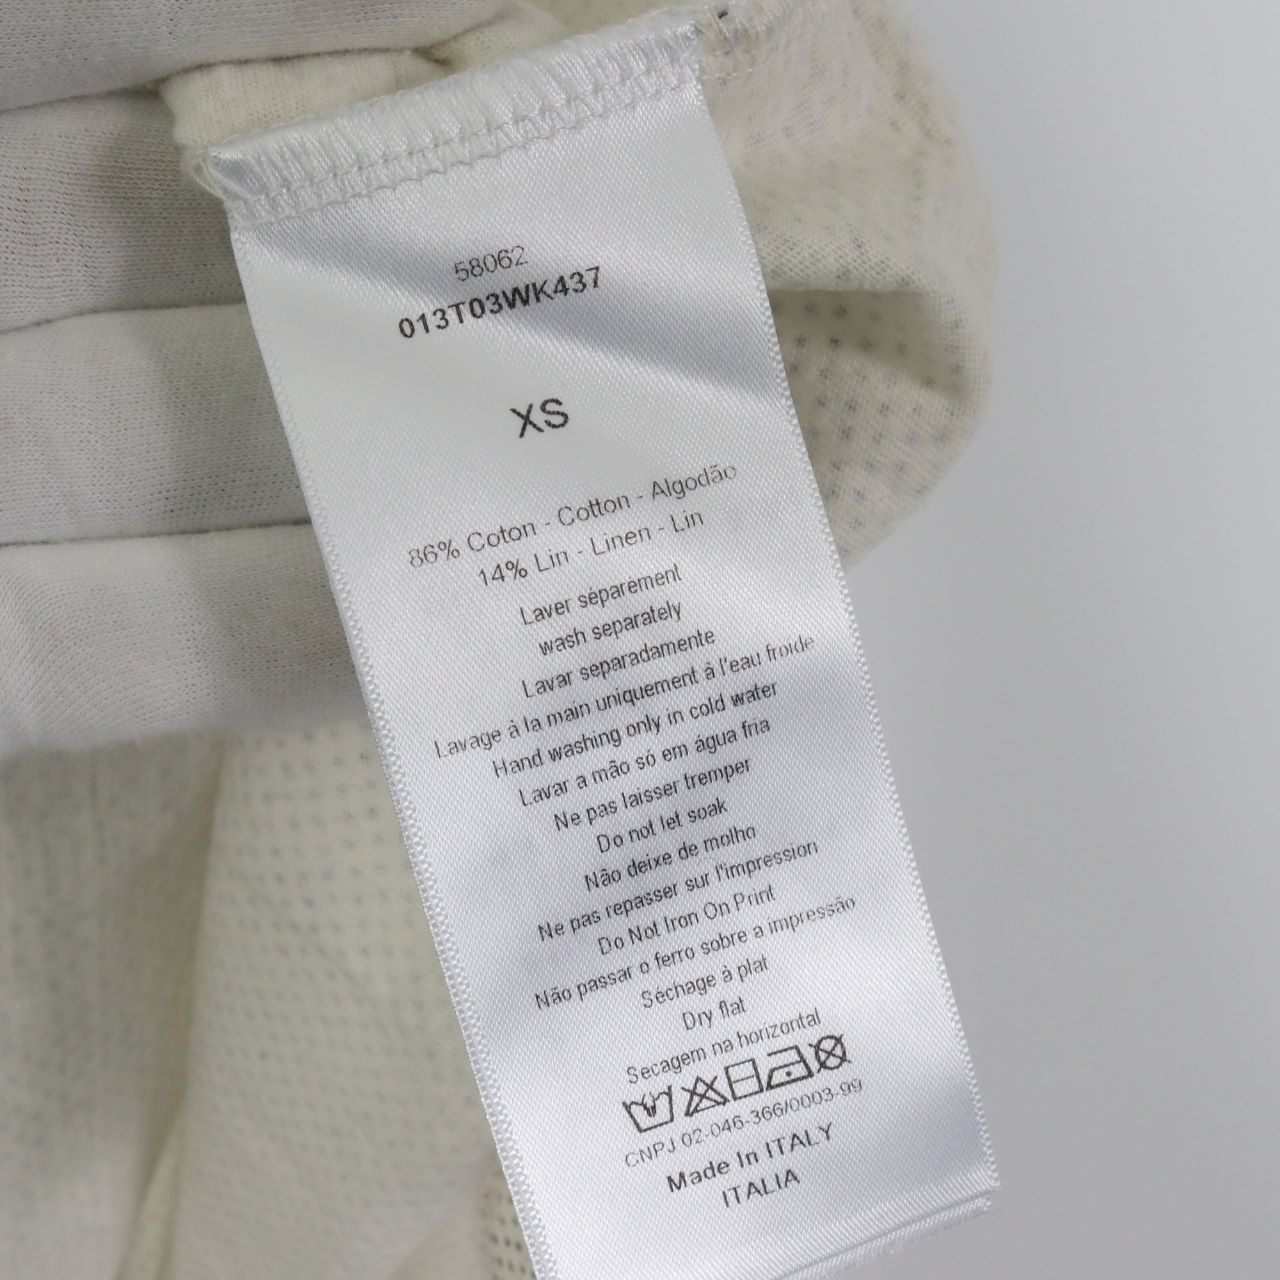 58062
013T03WK437
XS
86% Coton - Cotton - Algodão
14% Lin - Linen - Lin
Laver séparement
wash separately
Lavar separadamente
Lavage à la main uniquement à l'eau froide
Hand washing only in cold water
Lavar a mão só em água fria
Ne pas laisser tremper
Do not let soak
Não deixe de molho
Ne pas repasser sur l'impression
Do Not Iron On Print
Não passar o ferro sobre a impressão
Séchage à plat
Dry flat
Secagem na horizontal
CNPJ 02-046-366/0003-99
Made In ITALY
ITALIA